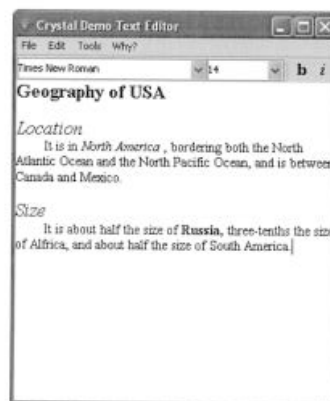 Crystal Demo Text Editor
File Edit Tools Why?
Times New Roman 14 b i
Geography of USA
Location
It is in North America , bordering both the North
Atlantic Ocean and the North Pacific Ocean, and is between
Canada and Mexico.
Size
It is about half the size of Russia, three-tenths the size
of Alfrica, and about half the size of South America.